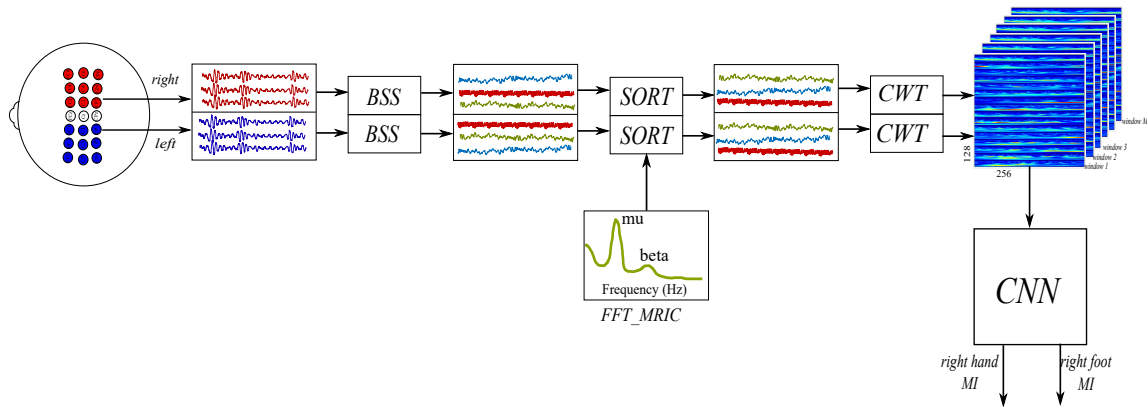 right
left
BSS
BSS
SORT
SORT
CWT
CWT
mu
beta
Frequency (Hz)
FFT_MRIC
128
256
window 1
window 2
window 3
window M
CNN
right hand
MI
right foot
MI